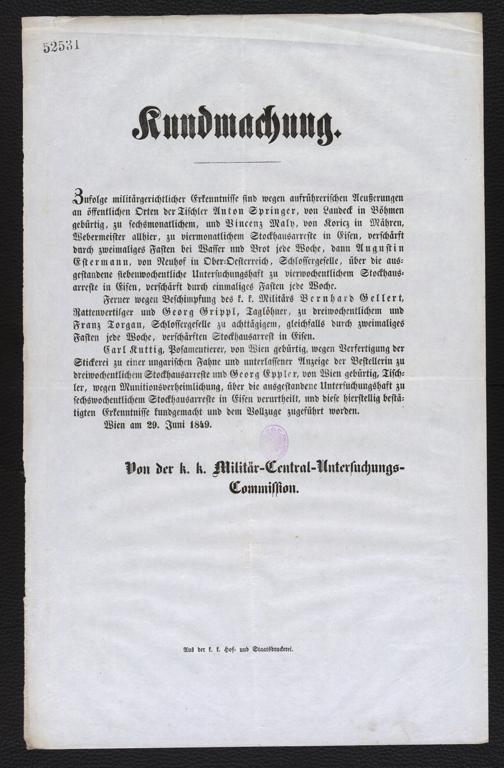 52531
Kundmachung.
Zufolge militärgerichtlicher Erkenntnisse sind wegen aufrührerischen Aeußerungen
an öffentlichen Orten der Tischler Anton Springer, von Landeck in Böhmen
gebürtig, zu sechsmonatlichem, und Vincenz Maly, von Koricz in Mähren,
Webermeister allhier, zu viermonatlichem Stockhausarreste in Eisen, verschärft
durch zweimaliges Fasten bei Wasser und Brot jede Woche, dann Augustin
Estermann, von Neuhof in Ober-Oesterreich, Schlossergeselle, über die aus-
gestandene siebenwochentliche Untersuchungshaft zu vierwochentlichem Stockhaus-
arreste in Eisen, verschärft durch einmaliges Fasten jede Woche.
Ferner wegen Beschimpfung des k. k. Militärs Bernhard Gellert,
Rattenvertilger und Georg Grippl, Taglöhner, zu dreiwochentlichem und
Franz Torgan, Schlossergeselle zu achttägigem, gleichfalls durch zweimaliges
Fasten jede Woche, verschärften Stockhausarrest in Eisen.
Carl Kuttig, Posamentierer, von Wien gebürtig, wegen Verfertigung der
Stickerei zu einer ungarischen Fahne und unterlassener Anzeige der Bestellerin zu
dreiwochentlichem Stockhausarreste und Georg Eppler, von Wien gebürtig, Tisch-
ler, wegen Munitionsverheimlichung, über die ausgestandene Untersuchungshaft zu
sechswochentlichem Stockhausarreste in Eisen verurtheilt, und diese hierstellig bestä-
tigten Erkenntnisse kundgemacht und dem Vollzuge zugeführt worden.
Wien am 29. Juni 1849.
Von der k. k. Militär-Central-Untersuchungs-
Commission.
Aus der k. k. Hof- und Staatsdruckerei.